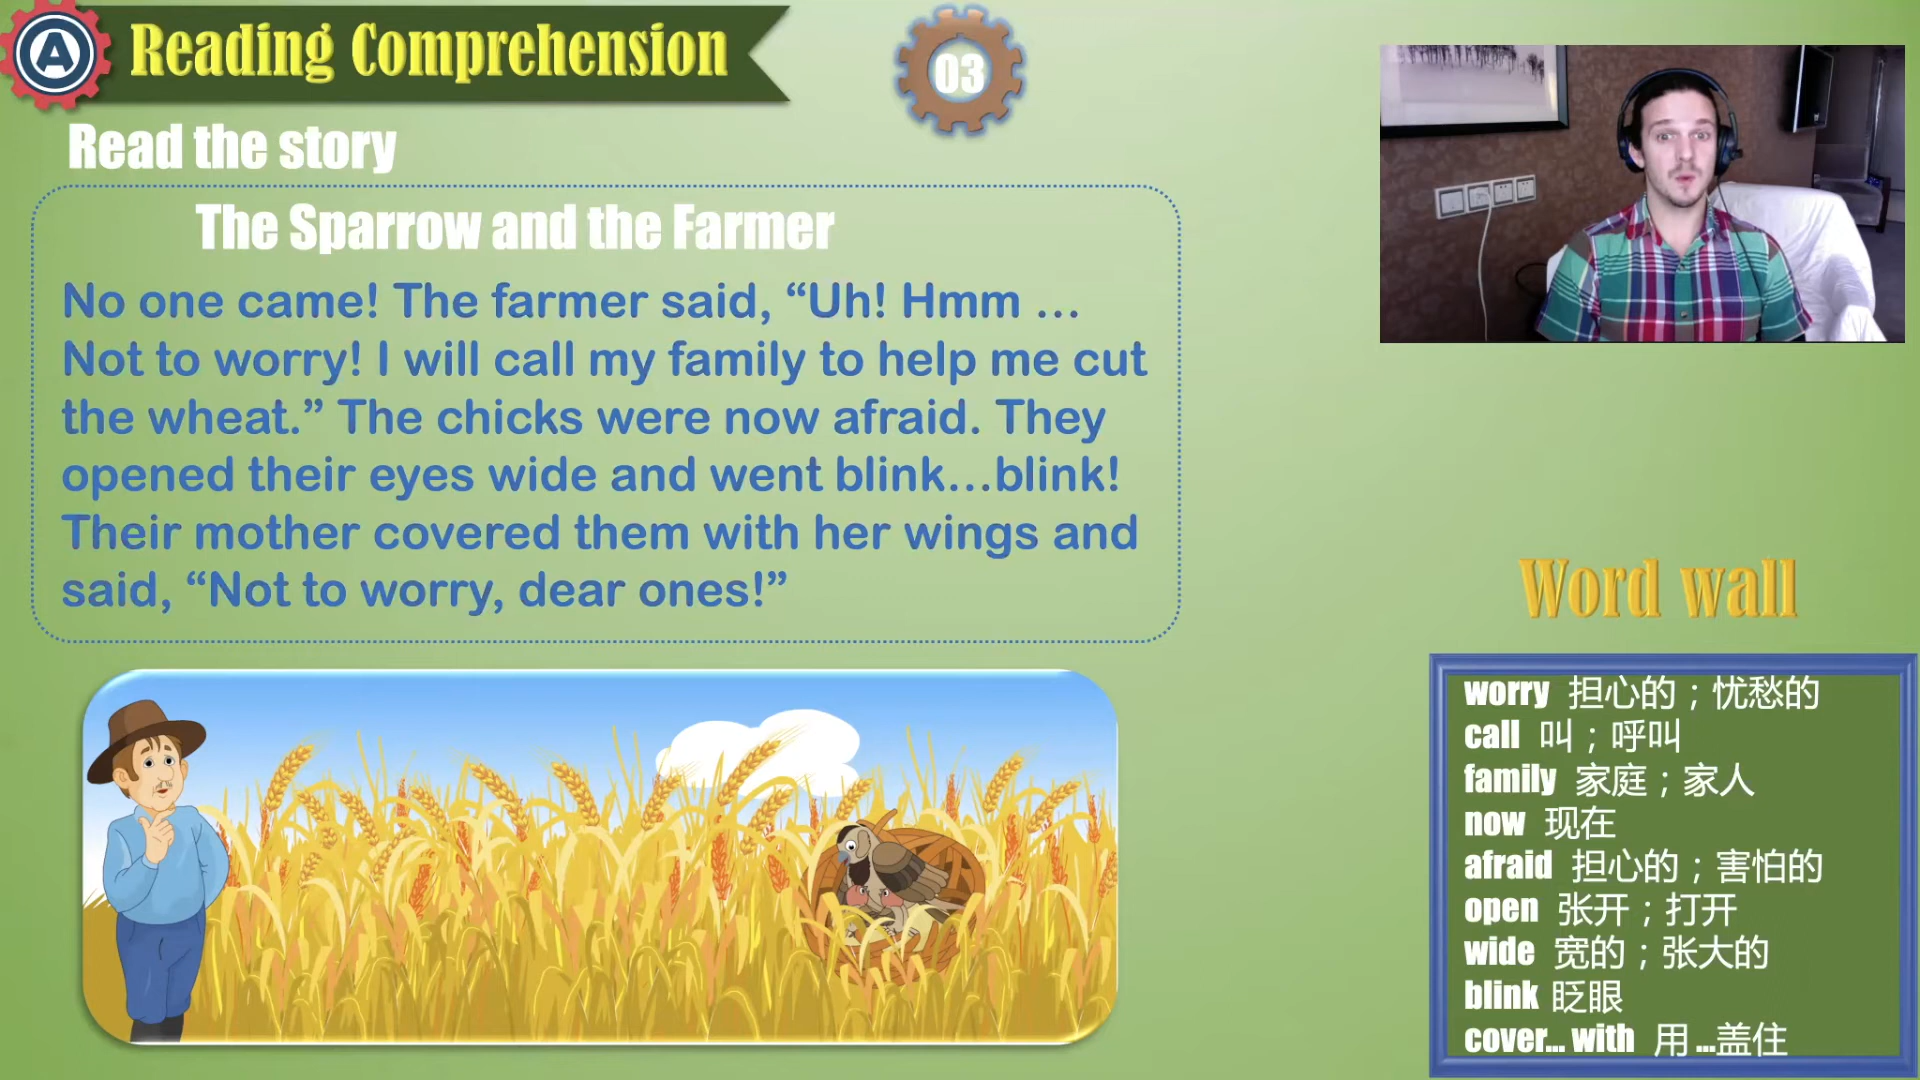 A
Reading Comprehension
03
Read the story
The Sparrow and the Farmer
No one came! The farmer said, “Uh! Hmm …
Not to worry! I will call my family to help me cut
the wheat.” The chicks were now afraid. They
opened their eyes wide and went blink…blink!
Their mother covered them with her wings and
said, “Not to worry, dear ones!”
Word wall
worry 担心的；忧愁的
call 叫；呼叫
family 家庭；家人
now 现在
afraid 担心的；害怕的
open 张开；打开
wide 宽的；张大的
blink 眨眼
cover... with 用 ...盖住